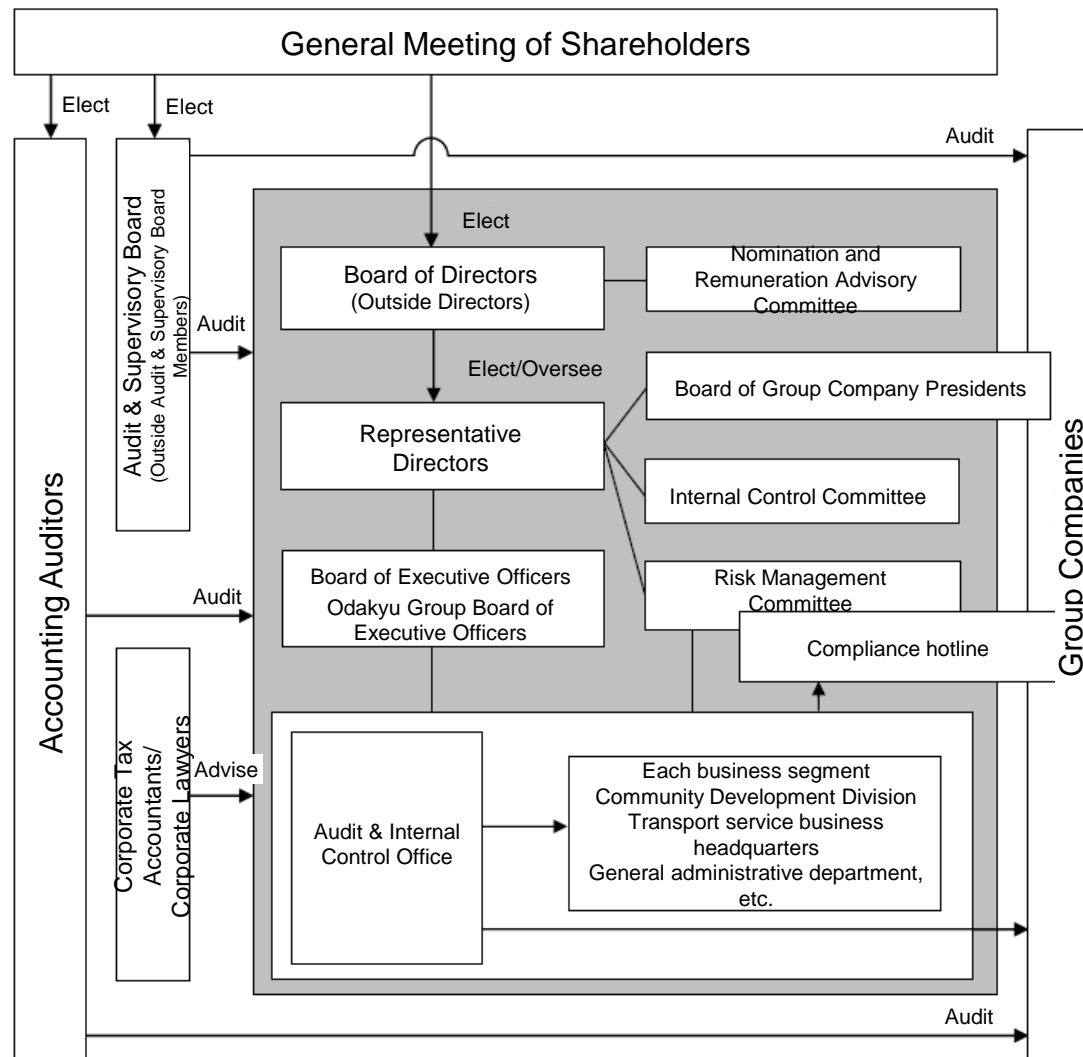 General Meeting of Shareholders
Elect
Elect
Audit
Accounting Auditors
Audit & Supervisory Board
(Outside Audit & Supervisory Board
Members)
Elect
Board of Directors
(Outside Directors)
Nomination and
Remuneration Advisory
Committee
Audit
Elect/Oversee
Board of Group Company Presidents
Representative
Directors
Internal Control Committee
Group Companies
Board of Executive Officers
Odakyu Group Board of
Executive Officers
Risk Management
Committee
Audit
Compliance hotline
Corporate Tax
Accountants/
Corporate Lawyers
Advise
Audit & Internal
Control Office
Each business segment
Community Development Division
Transport service business
headquarters
General administrative department,
etc.
Audit